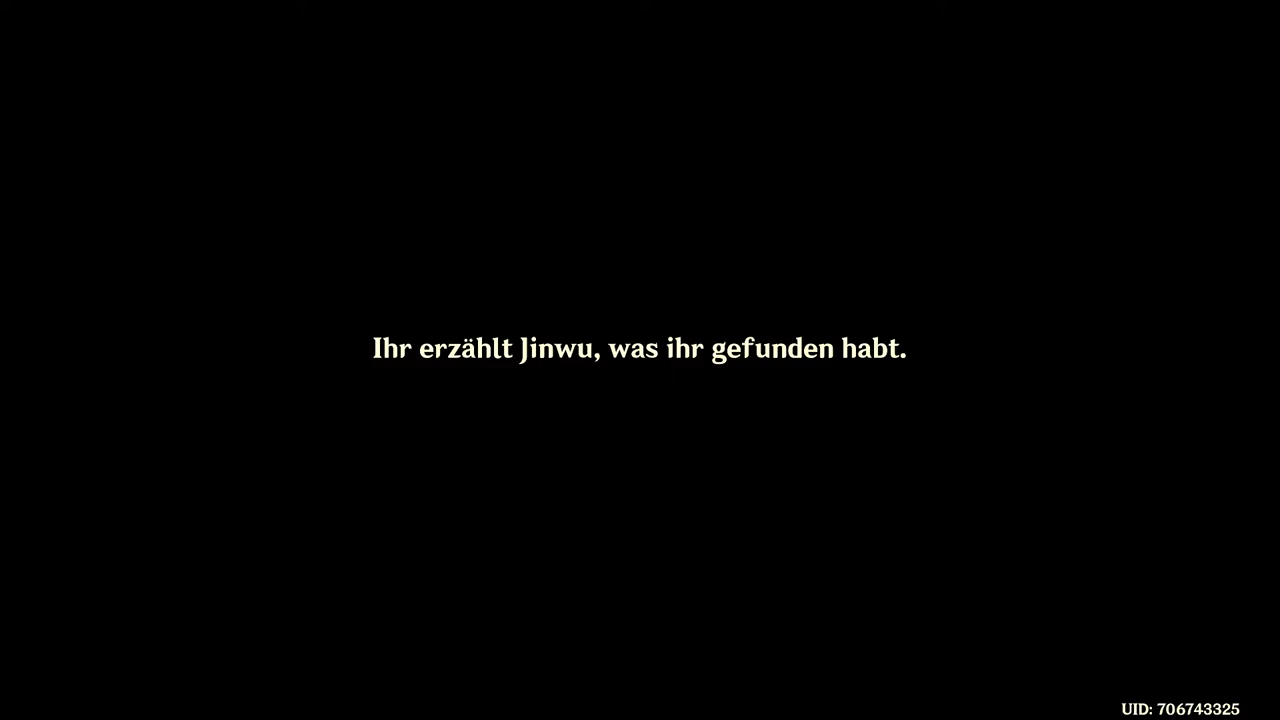 Ihr erzählt Jinwu, was ihr gefunden habt.
UID: 706743325